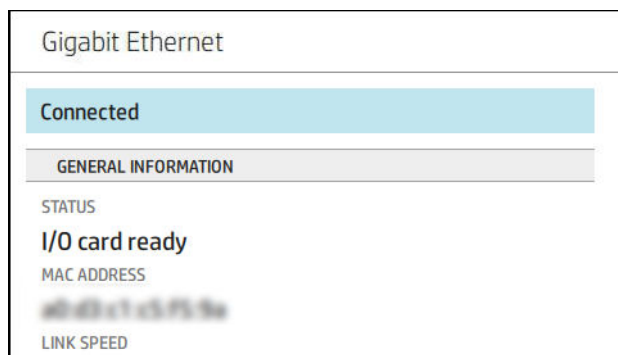 Gigabit Ethernet
Connected
GENERAL INFORMATION
STATUS
I/O card ready
MAC ADDRESS
LINK SPEED